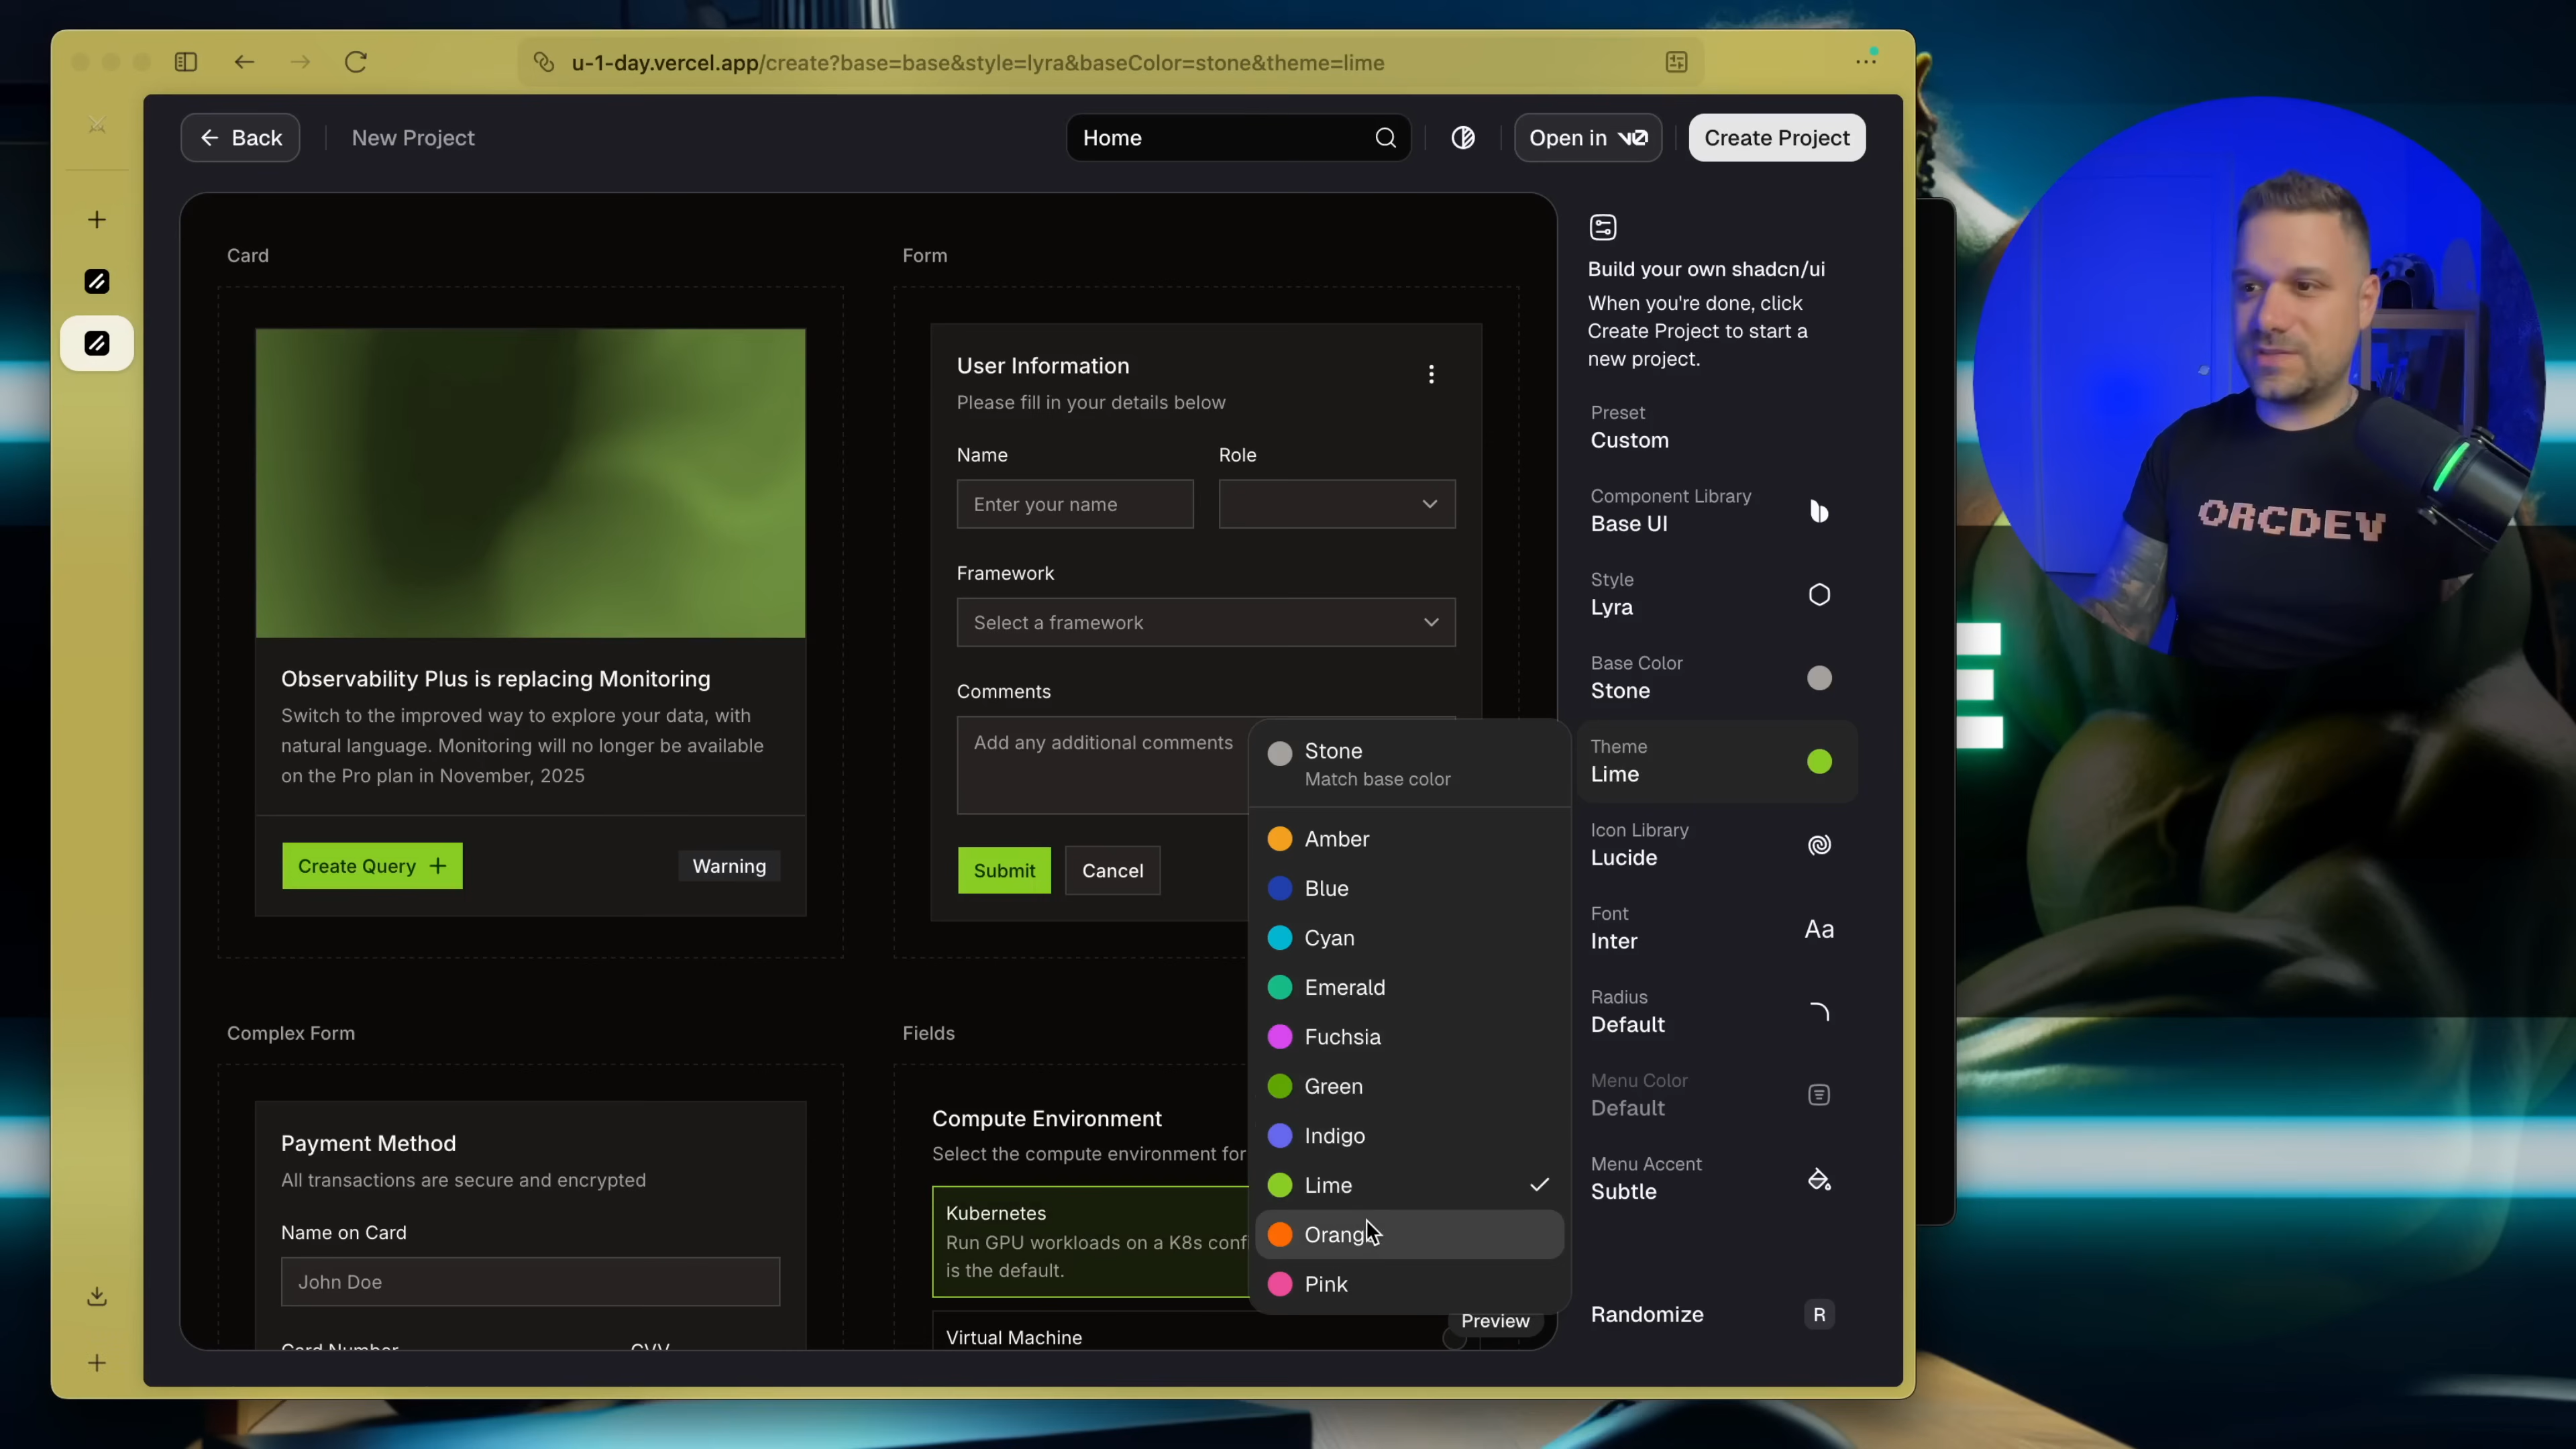 u-1-day.vercel.app/create?base=base&style=lyra&baseColor=stone&theme=lime
Back
New Project
Home
Open in v0
Create Project
Card
Observability Plus is replacing Monitoring
Switch to the improved way to explore your data, with
natural language. Monitoring will no longer be available
on the Pro plan in November, 2025
Create Query
Warning
Form
User Information
Please fill in your details below
Name
Role
Enter your name
Framework
Select a framework
Comments
Add any additional comments
Submit
Cancel
Complex Form
Payment Method
All transactions are secure and encrypted
Name on Card
John Doe
Card Number
CVV
Fields
Compute Environment
Select the compute environment for
Kubernetes
Run GPU workloads on a K8s
is the default.
Virtual Machine
Preview
Stone
Match base color
Amber
Blue
Cyan
Emerald
Fuchsia
Green
Indigo
Lime
Orange
Pink
Build your own shadcn/ui
When you're done, click
Create Project to start a
new project.
Preset
Custom
Component Library
Base UI
Style
Lyra
Base Color
Stone
Theme
Lime
Icon Library
Lucide
Font
Inter
Aa
Radius
Default
Menu Color
Default
Menu Accent
Subtle
Randomize
R
ORCDEV
E